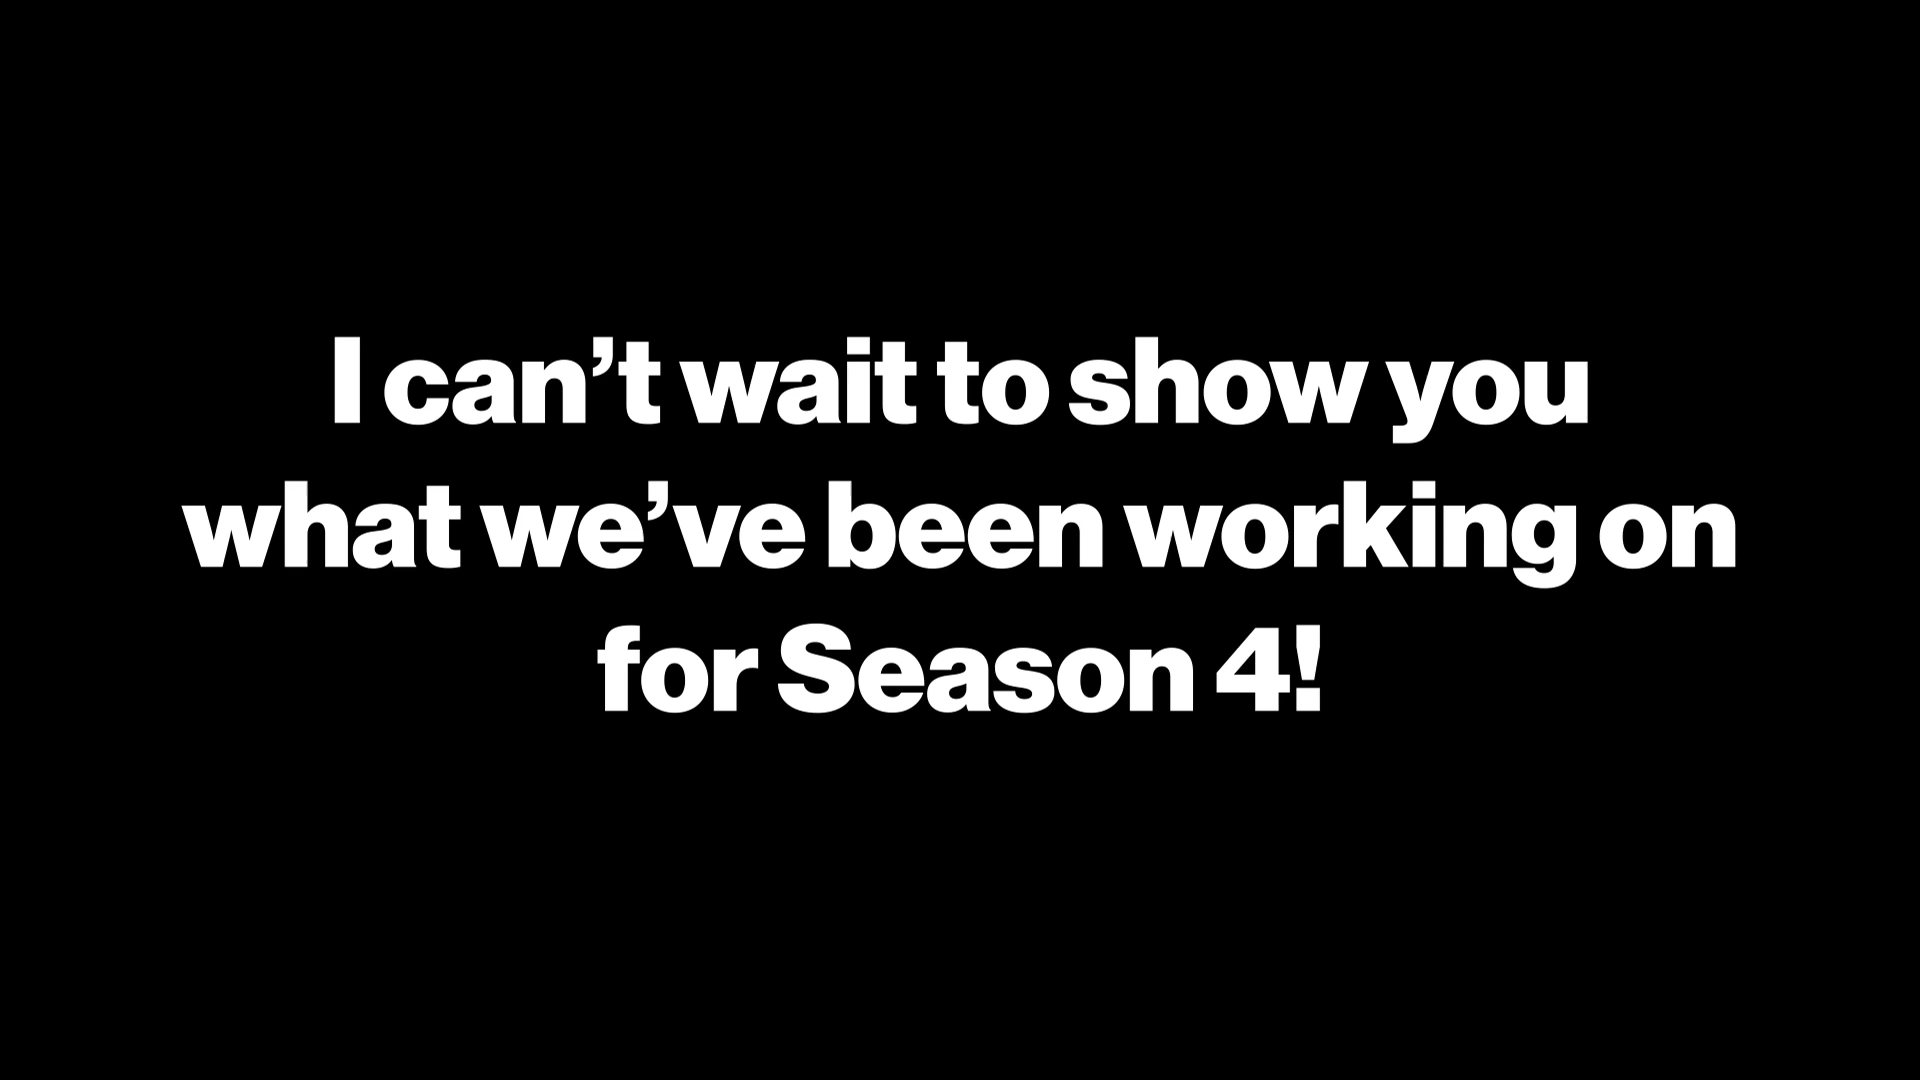 I can’t wait to show you
what we’ve been working on
for Season 4!